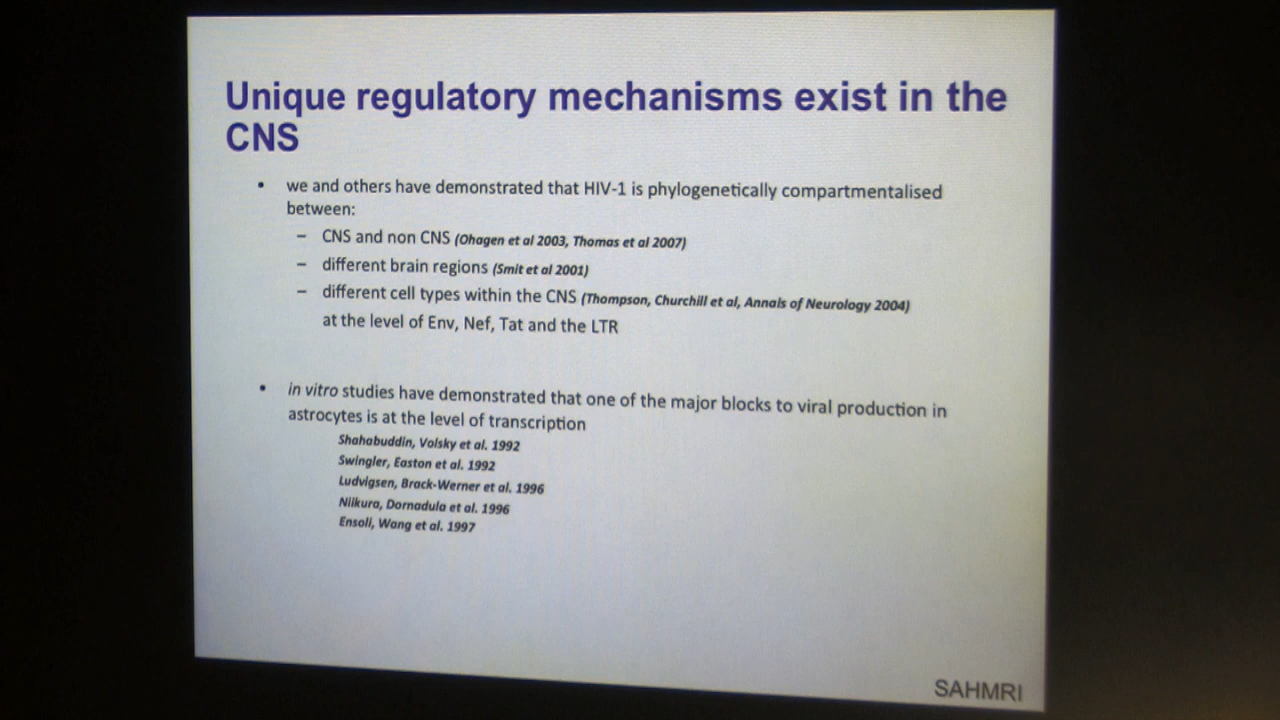 Unique regulatory mechanisms exist in the
CNS
• we and others have demonstrated that HIV-1 is phylogenetically compartmentalised
between:
– CNS and non CNS (Ohagen et al 2003, Thomas et al 2007)
– different brain regions (Smit et al 2001)
– different cell types within the CNS (Thompson, Churchill et al, Annals of Neurology 2004)
at the level of Env, Nef, Tat and the LTR
• in vitro studies have demonstrated that one of the major blocks to viral production in
astrocytes is at the level of transcription
Shahabuddin, Volsky et al. 1992
Swingler, Easton et al. 1992
Ludvigsen, Brack-Werner et al. 1996
Niikura, Dornadula et al. 1996
Ensoli, Wang et al. 1997
SAHMRI